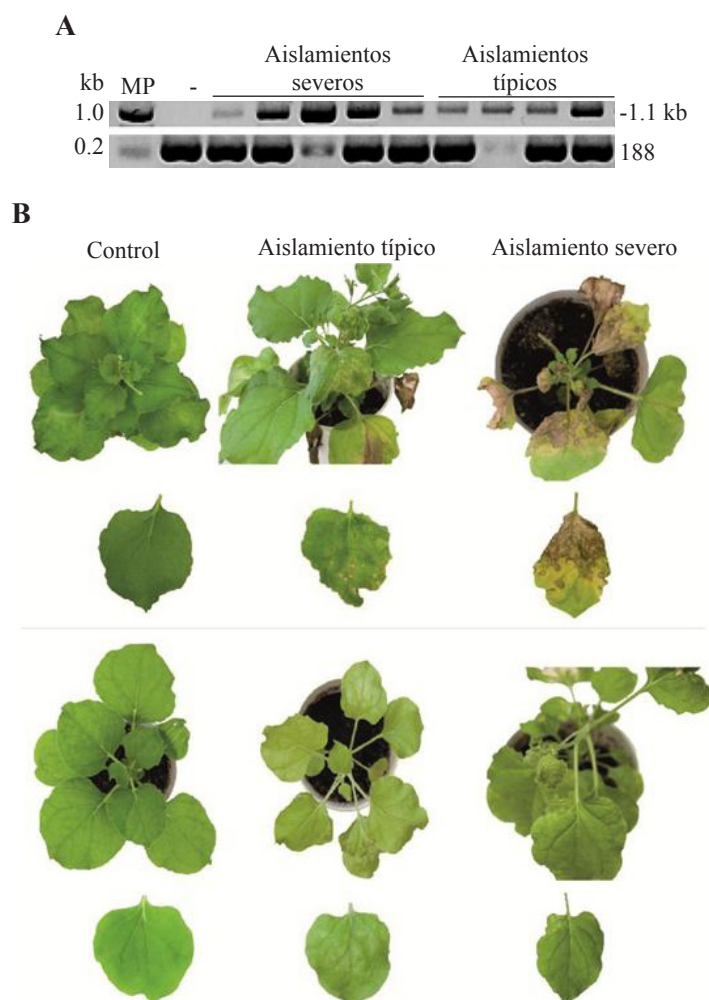 A
kb MP - Aislamientos severos Aislamientos típicos
1.0 -1.1 kb
0.2 188
B
Control Aislamiento típico Aislamiento severo